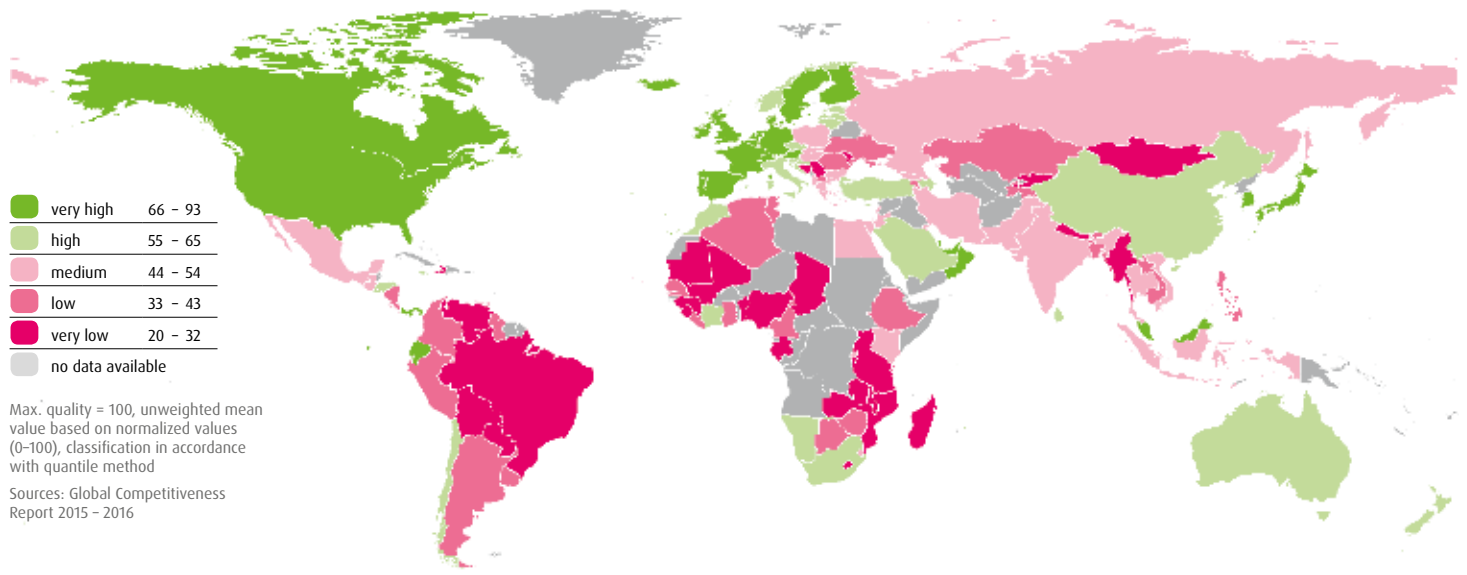 very high 66 – 93
high 55 – 65
medium 44 – 54
low 33 – 43
very low 20 – 32
no data available
Max. quality = 100, unweighted mean
value based on normalized values
(0–100), classification in accordance
with quantile method
Sources: Global Competitiveness
Report 2015 – 2016